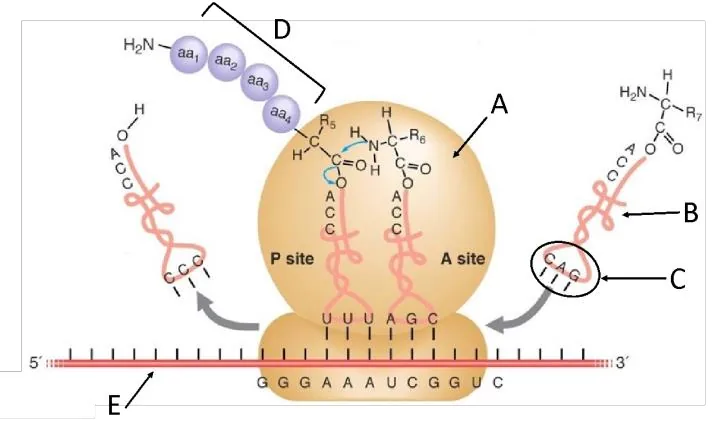 D
H₂N aa₁ aa₂ aa₃ aa₄
H
O
A
C
C
C C C
R₅
H
C
C
O
O
H
H
N
H
C
R₆
C
O
O
A
H
H₂N
C
R₇
C
O
O
A
C
C
A
C
C
A
C
C
B
P site
A site
C A G
C
U U U A G C
5′
3′
G G G A A A U C G G U C
E